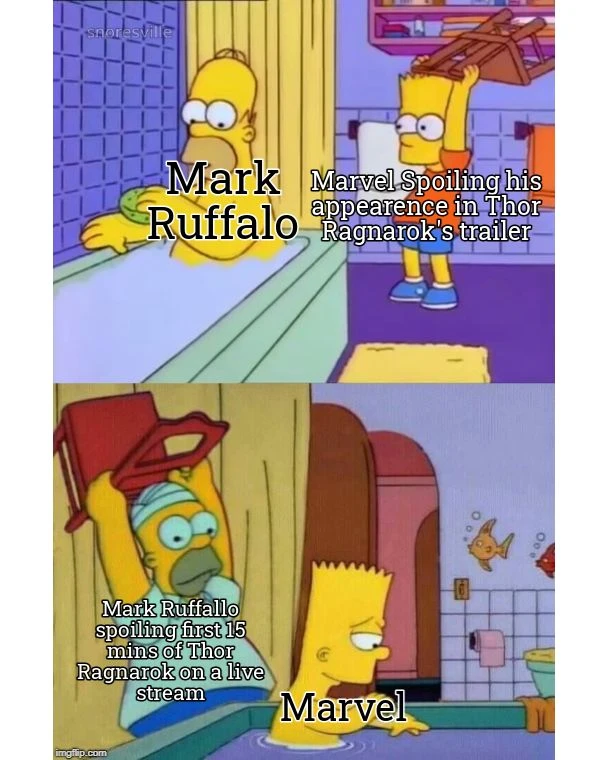 snoresville
Mark
Ruffalo
Marvel Spoiling his
appearence in Thor
Ragnarok's trailer
Mark Ruffallo
spoiling first 15
mins of Thor
Ragnarok on a live
stream
Marvel
imgflip.com